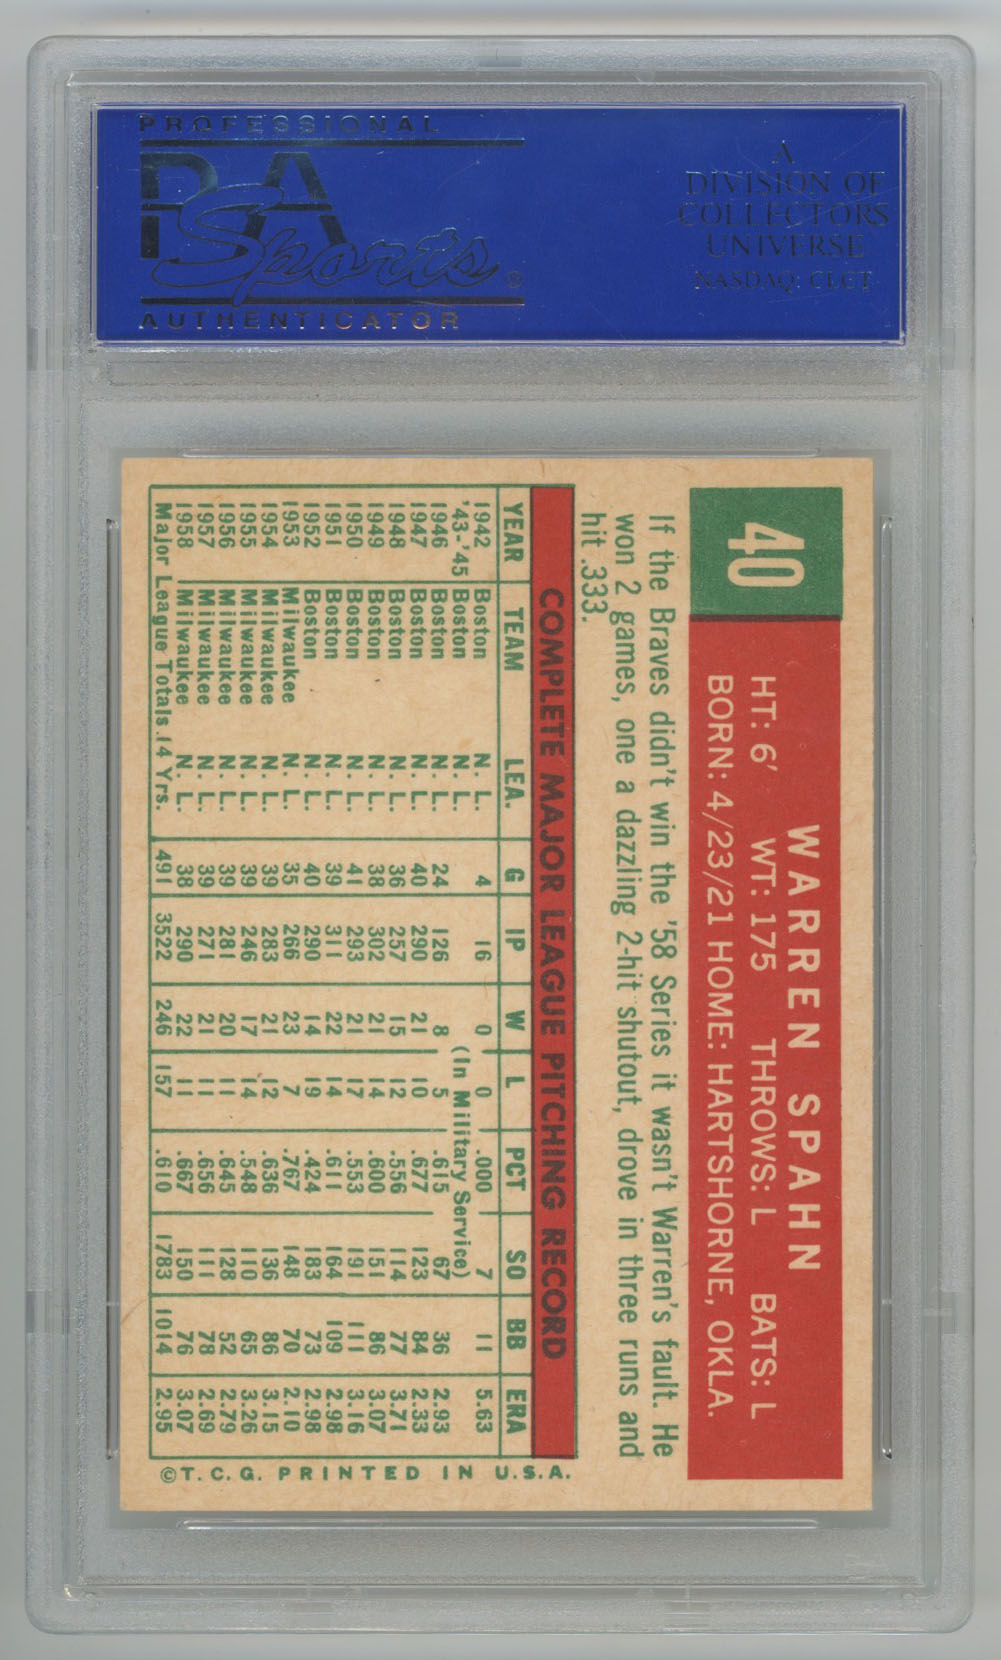 PROFESSIONAL
PSA
Sports®
AUTHENTICATOR
A
DIVISION OF
COLLECTORS
UNIVERSE
NASDAQ: CLCT
40
WARREN SPAHN
HT: 6' WT: 175 THROWS: L BATS: L
BORN: 4/23/21 HOME: HARTSHORNE, OKLA.
If the Braves didn't win the '58 Series it wasn't Warren's fault. He
won 2 games, one a dazzling 2-hit shutout, drove in three runs and
hit .333.
COMPLETE MAJOR LEAGUE PITCHING RECORD
YEAR TEAM LEA. G IP W L PCT SO BB ERA
1942 Boston N. L. 4 16 0 0 .000 7 11 5.63
'43-'45 Boston N. L. (In Military Service)
1946 Boston N. L. 24 126 8 5 .615 67 36 2.93
1947 Boston N. L. 40 290 21 10 .677 123 84 2.33
1948 Boston N. L. 36 257 15 12 .556 114 77 3.71
1949 Boston N. L. 38 302 21 14 .600 151 86 3.07
1950 Boston N. L. 41 293 21 17 .553 191 111 3.16
1951 Boston N. L. 39 311 22 14 .611 164 109 2.98
1952 Boston N. L. 40 290 14 19 .424 183 73 2.98
1953 Milwaukee N. L. 35 266 23 7 .767 148 70 2.10
1954 Milwaukee N. L. 39 283 21 12 .636 136 86 3.15
1955 Milwaukee N. L. 39 246 17 14 .548 110 65 3.26
1956 Milwaukee N. L. 39 281 20 11 .645 128 52 2.79
1957 Milwaukee N. L. 39 271 21 11 .656 111 78 2.69
1958 Milwaukee N. L. 38 290 22 11 .667 150 76 3.07
Major League Totals.14 Yrs. 491 3522 246 157 .610 1783 1014 2.95
©T. C. G. PRINTED IN U.S.A.